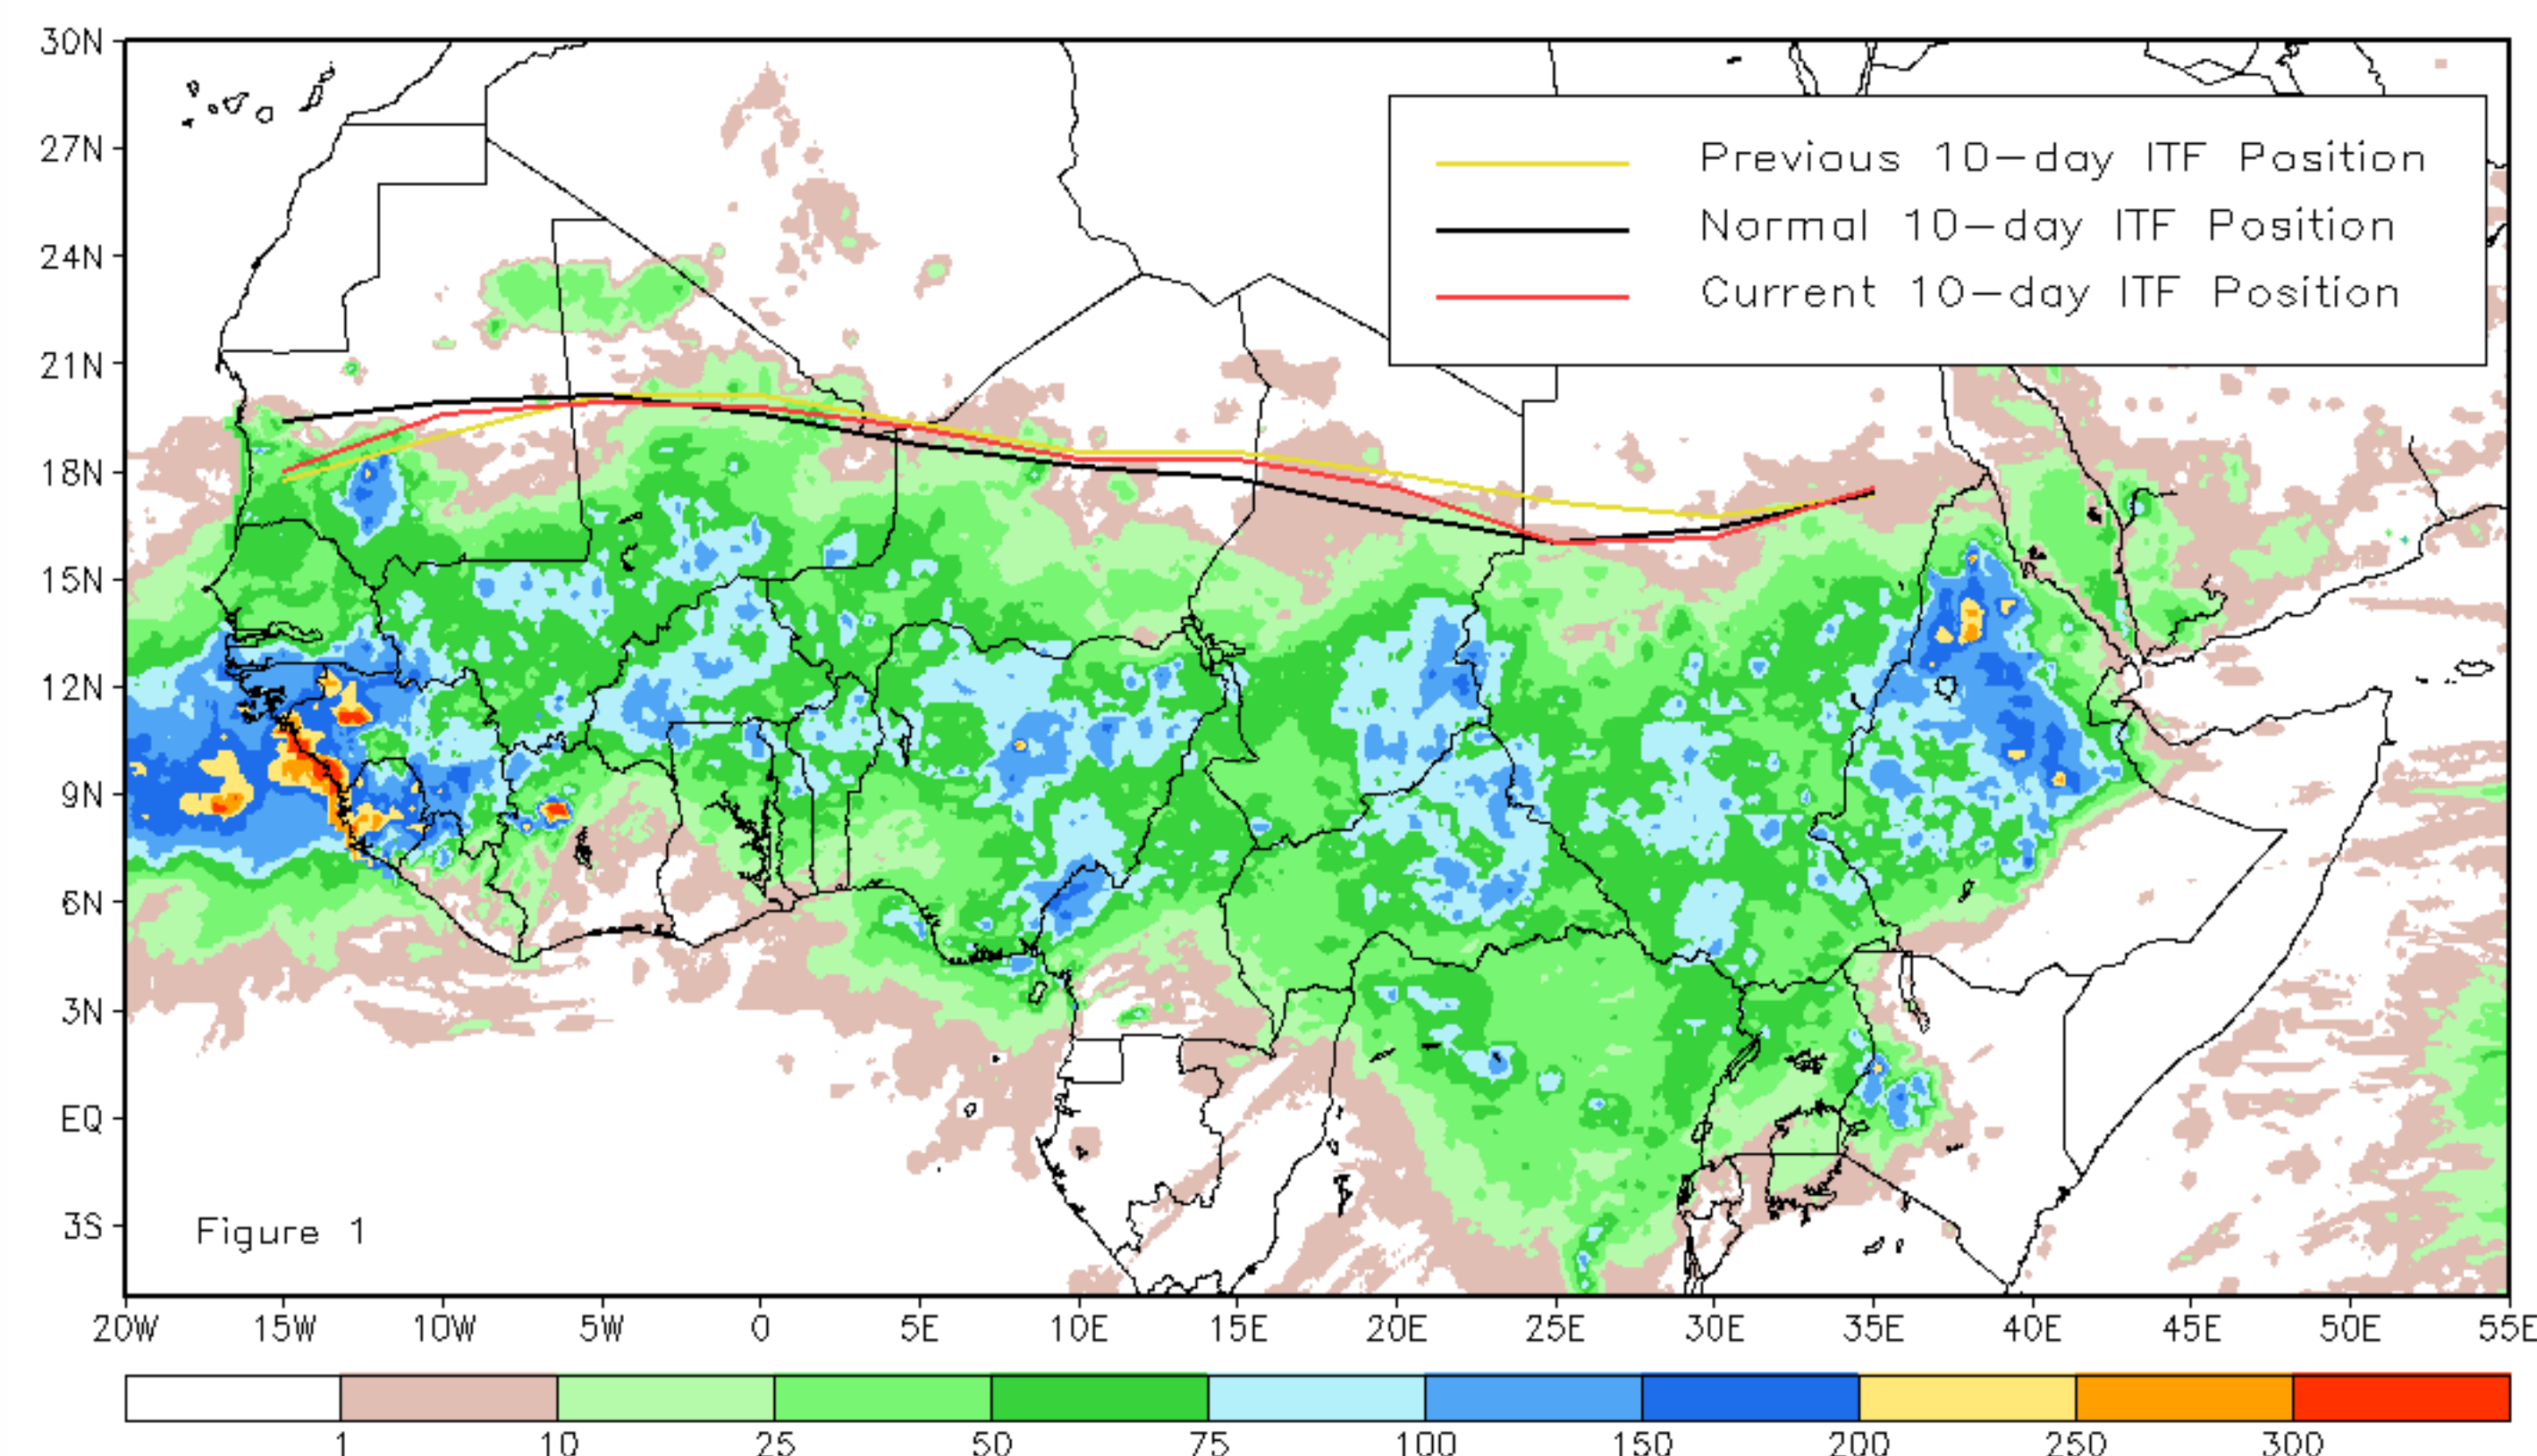 30N
27N
24N
21N
18N
15N
12N
9N
6N
3N
EQ
3S
Previous 10-day ITF Position
Normal 10-day ITF Position
Current 10-day ITF Position
Figure 1
20W 15W 10W 5W 0 5E 10E 15E 20E 25E 30E 35E 40E 45E 50E 55E
1 10 25 50 75 100 150 200 250 300